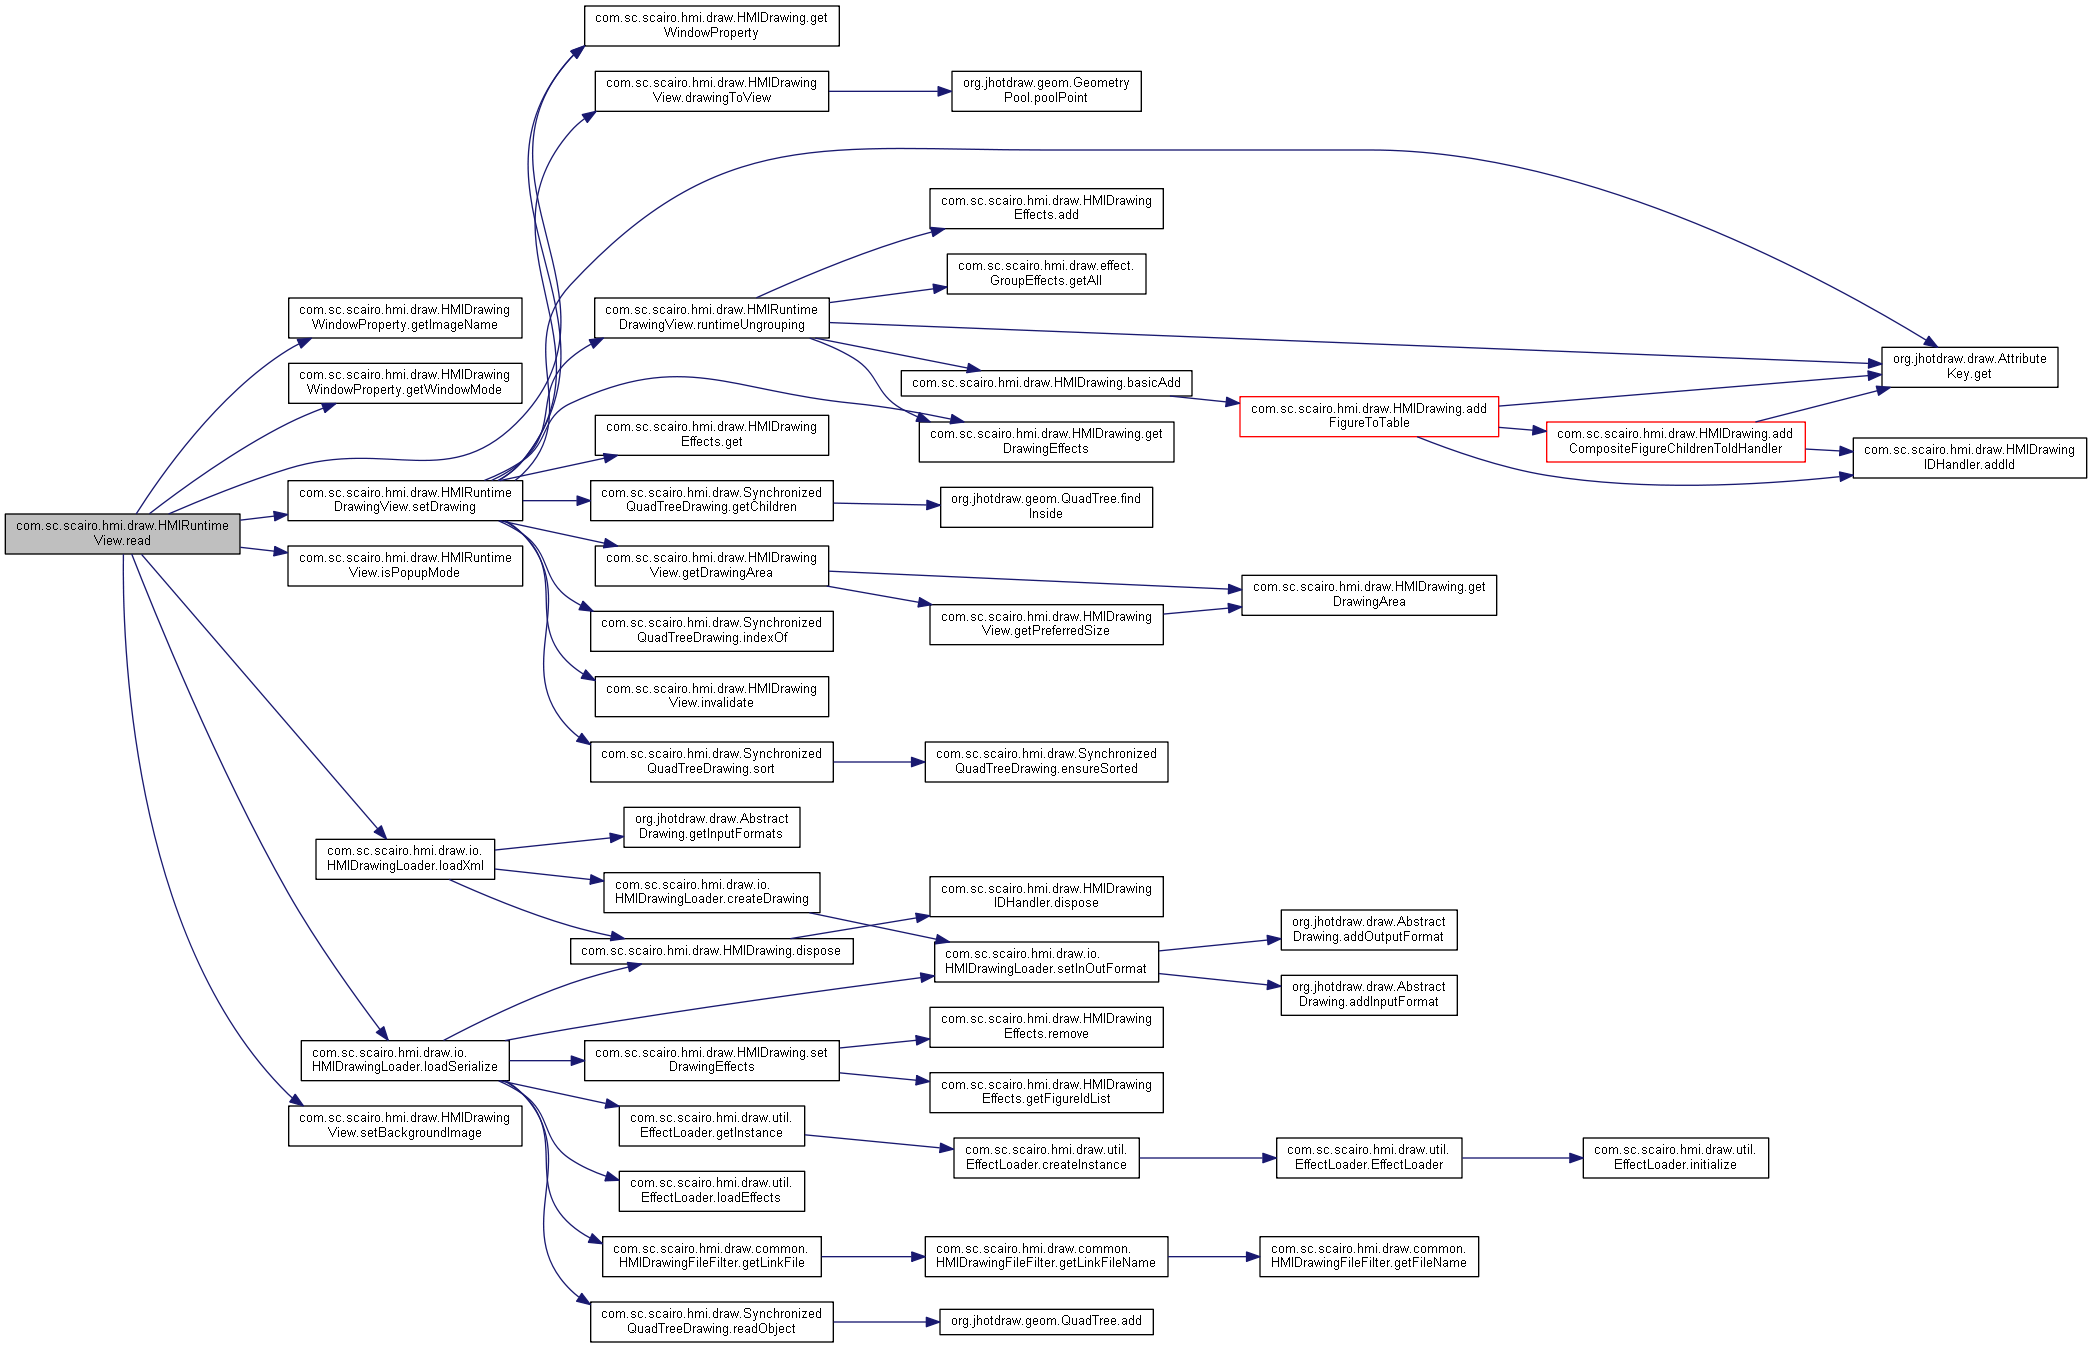 com.sc.scairo.hmi.draw.HMIDrawing.get
WindowProperty
com.sc.scairo.hmi.draw.HMIDrawing
View.drawingToView
org.jhotdraw.geom.Geometry
Pool.poolPoint
com.sc.scairo.hmi.draw.HMIDrawing
Effects.add
com.sc.scairo.hmi.draw.effect.
GroupEffects.getAll
com.sc.scairo.hmi.draw.HMIDrawing
WindowProperty.getImageName
com.sc.scairo.hmi.draw.HMIRuntime
DrawingView.runtimeUngrouping
org.jhotdraw.draw.Attribute
Key.get
com.sc.scairo.hmi.draw.HMIDrawing
WindowProperty.getWindowMode
com.sc.scairo.hmi.draw.HMIDrawing.basicAdd
com.sc.scairo.hmi.draw.HMIDrawing.add
FigureToTable
com.sc.scairo.hmi.draw.HMIDrawing
Effects.get
com.sc.scairo.hmi.draw.HMIDrawing.get
DrawingEffects
com.sc.scairo.hmi.draw.HMIDrawing.add
CompositeFigureChildrenToIdHandler
com.sc.scairo.hmi.draw.HMIDrawing
IDHandler.addId
com.sc.scairo.hmi.draw.HMIRuntime
DrawingView.setDrawing
com.sc.scairo.hmi.draw.Synchronized
QuadTreeDrawing.getChildren
org.jhotdraw.geom.QuadTree.find
Inside
com.sc.scairo.hmi.draw.HMIRuntime
View.read
com.sc.scairo.hmi.draw.HMIRuntime
View.isPopupMode
com.sc.scairo.hmi.draw.HMIDrawing
View.getDrawingArea
com.sc.scairo.hmi.draw.HMIDrawing.get
DrawingArea
com.sc.scairo.hmi.draw.HMIDrawing
View.getPreferredSize
com.sc.scairo.hmi.draw.Synchronized
QuadTreeDrawing.indexOf
com.sc.scairo.hmi.draw.HMIDrawing
View.invalidate
com.sc.scairo.hmi.draw.Synchronized
QuadTreeDrawing.sort
com.sc.scairo.hmi.draw.Synchronized
QuadTreeDrawing.ensureSorted
org.jhotdraw.draw.Abstract
Drawing.getInputFormats
com.sc.scairo.hmi.draw.io.
HMIDrawingLoader.loadXml
com.sc.scairo.hmi.draw.io.
HMIDrawingLoader.createDrawing
com.sc.scairo.hmi.draw.HMIDrawing
IDHandler.dispose
com.sc.scairo.hmi.draw.HMIDrawing.dispose
com.sc.scairo.hmi.draw.io.
HMIDrawingLoader.setInOutFormat
org.jhotdraw.draw.Abstract
Drawing.addOutputFormat
org.jhotdraw.draw.Abstract
Drawing.addInputFormat
com.sc.scairo.hmi.draw.HMIDrawing
Effects.remove
com.sc.scairo.hmi.draw.io.
HMIDrawingLoader.loadSerialize
com.sc.scairo.hmi.draw.HMIDrawing.set
DrawingEffects
com.sc.scairo.hmi.draw.HMIDrawing
Effects.getFigureIdList
com.sc.scairo.hmi.draw.HMIDrawing
View.setBackgroundImage
com.sc.scairo.hmi.draw.util.
EffectLoader.getInstance
com.sc.scairo.hmi.draw.util.
EffectLoader.createInstance
com.sc.scairo.hmi.draw.util.
EffectLoader.EffectLoader
com.sc.scairo.hmi.draw.util.
EffectLoader.initialize
com.sc.scairo.hmi.draw.util.
EffectLoader.loadEffects
com.sc.scairo.hmi.draw.common.
HMIDrawingFileFilter.getLinkFile
com.sc.scairo.hmi.draw.common.
HMIDrawingFileFilter.getLinkFileName
com.sc.scairo.hmi.draw.common.
HMIDrawingFileFilter.getFileName
com.sc.scairo.hmi.draw.Synchronized
QuadTreeDrawing.readObject
org.jhotdraw.geom.QuadTree.add